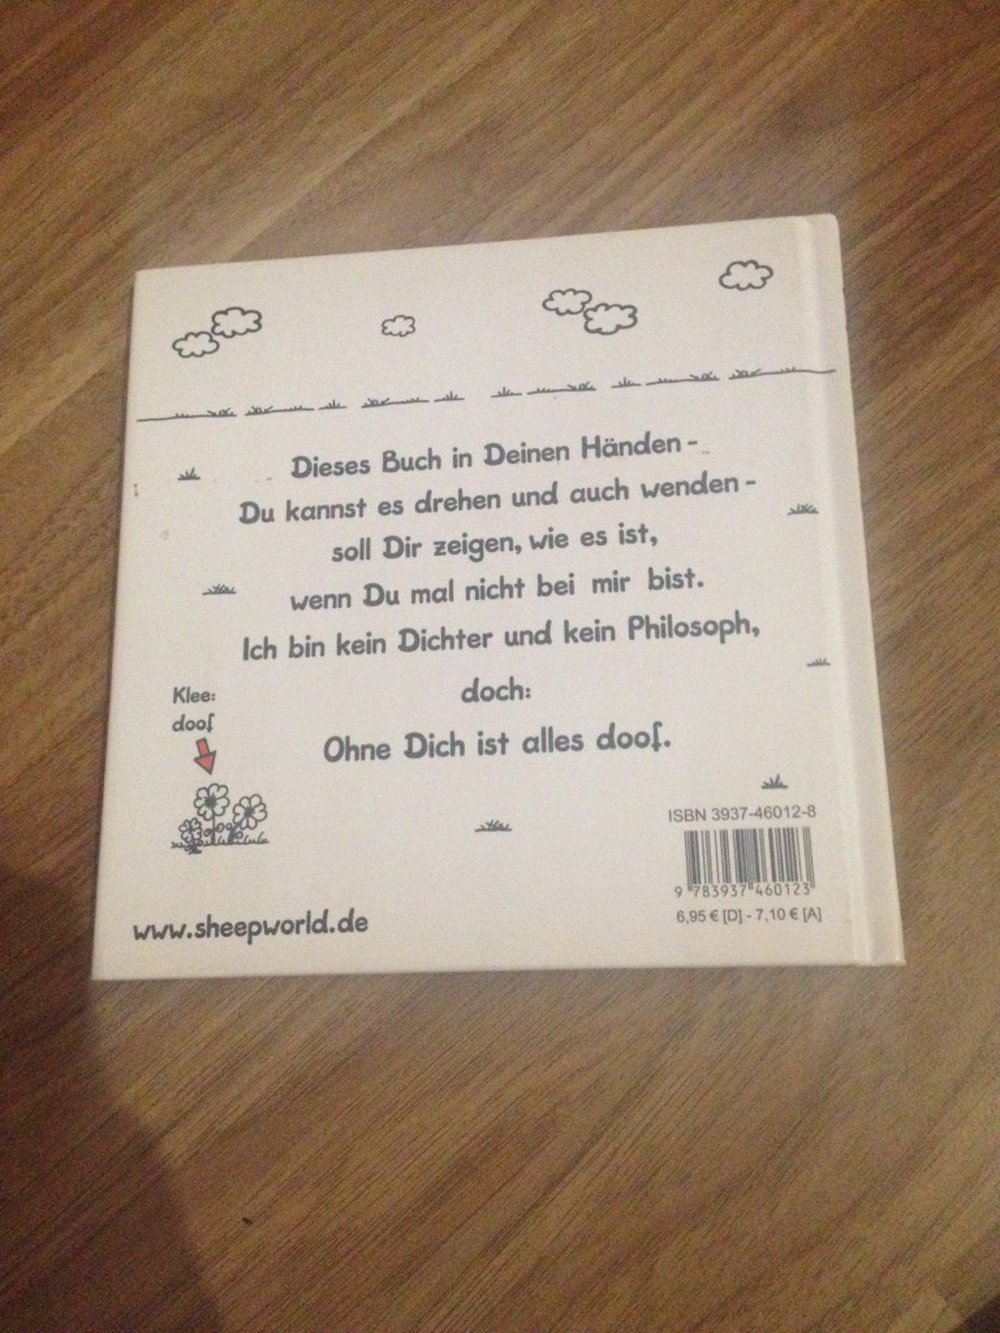 Dieses Buch in Deinen Händen -
Du kannst es drehen und auch wenden -
soll Dir zeigen, wie es ist,
wenn Du mal nicht bei mir bist.
Ich bin kein Dichter und kein Philosoph,
doch:
Ohne Dich ist alles doof.
Klee:
doof
ISBN 3937-46012-8
9 783937 460123
6,95 € [D] - 7,10 € [A]
www.sheepworld.de